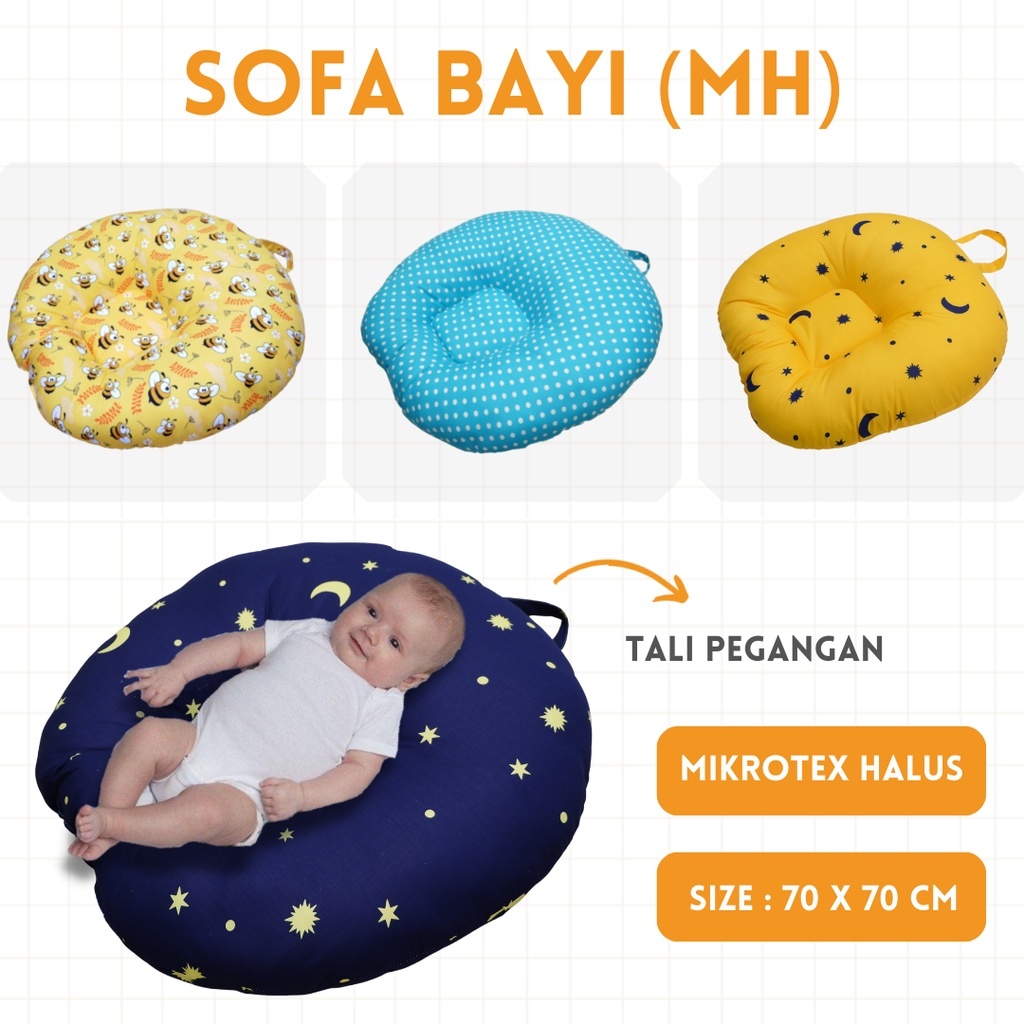 SOFA BAYI (MH)
TALI PEGANGAN
MIKROTEX HALUS
SIZE : 70 X 70 CM